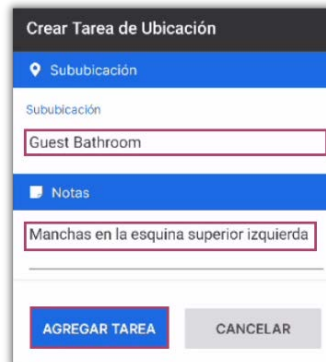 Crear Tarea de Ubicación
Sububicación
Sububicación
Guest Bathroom
Notas
Manchas en la esquina superior izquierda
AGREGAR TAREA
CANCELAR